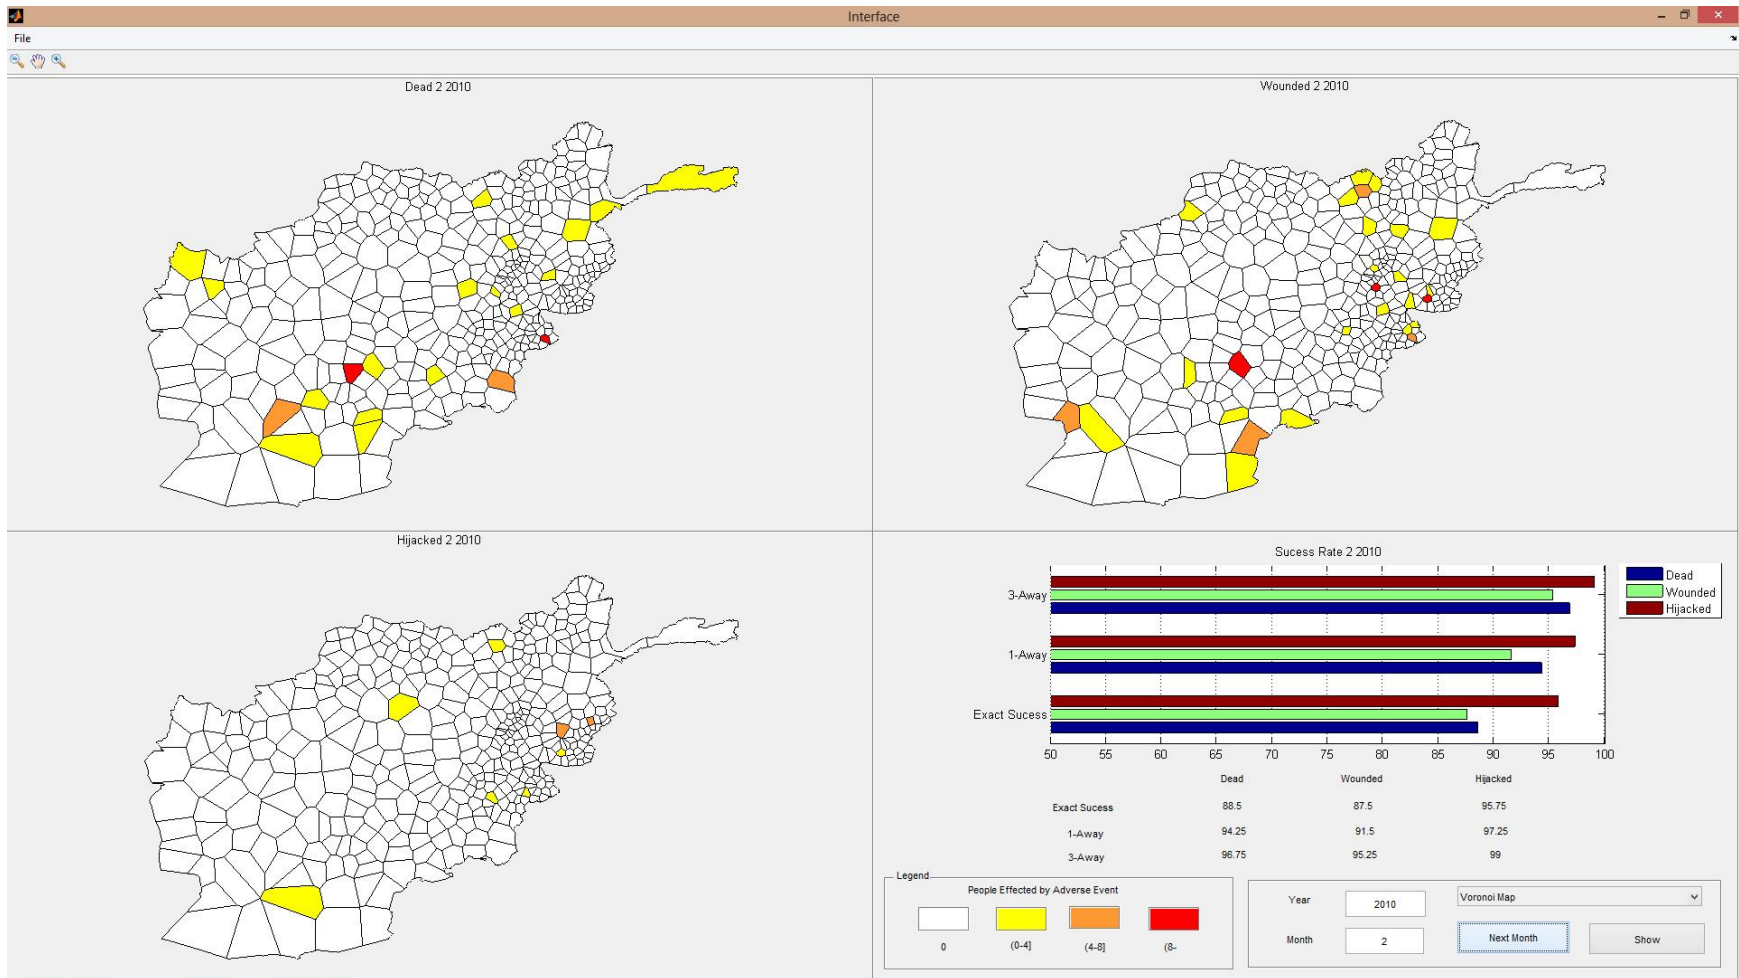 Interface
File
Dead 2 2010
Wounded 2 2010
Hijacked 2 2010
Sucess Rate 2 2010
Dead
Wounded
Hijacked
3-Away
1-Away
Exact Sucess
50 55 60 65 70 75 80 85 90 95 100
Dead Wounded Hijacked
Exact Sucess 88.5 87.5 95.75
1-Away 94.25 91.5 97.25
3-Away 96.75 95.25 99
Legend
People Effected by Adverse Event
0 (0-4] (4-8] (8-
Year 2010 Voronoi Map
Month 2 Next Month Show